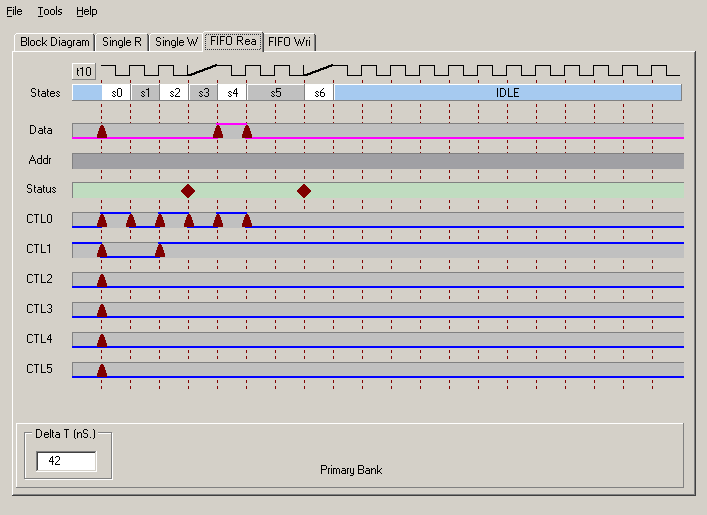 File Tools Help
Block Diagram Single R Single W FIFO Rea FIFO Wri
t10
States s0 s1 s2 s3 s4 s5 s6 IDLE
Data
Addr
Status
CTL0
CTL1
CTL2
CTL3
CTL4
CTL5
Delta T (nS.)
42
Primary Bank